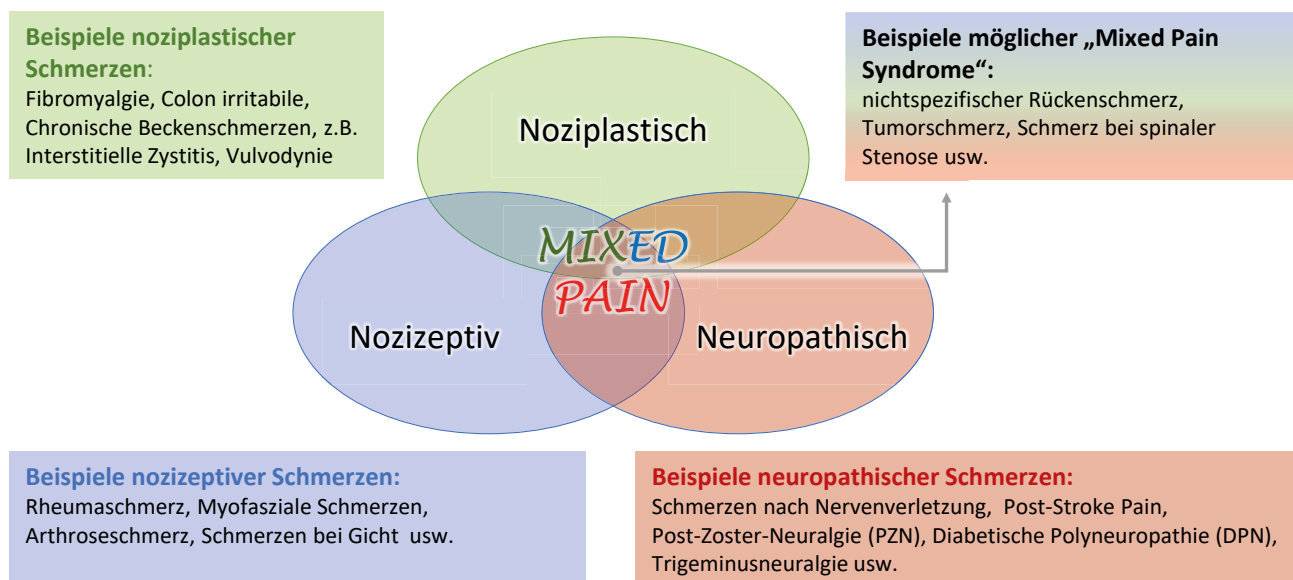 Beispiele noziplastischer
Schmerzen:
Fibromyalgie, Colon irritabile,
Chronische Beckenschmerzen, z.B.
Interstitielle Zystitis, Vulvodynie
Noziplastisch
Beispiele möglicher „Mixed Pain
Syndrome“:
nichtspezifischer Rückenschmerz,
Tumorschmerz, Schmerz bei spinaler
Stenose usw.
MIXED
PAIN
Nozizeptiv
Neuropathisch
Beispiele nozizeptiver Schmerzen:
Rheumaschmerz, Myofasziale Schmerzen,
Arthroseschmerz, Schmerzen bei Gicht usw.
Beispiele neuropathischer Schmerzen:
Schmerzen nach Nervenverletzung, Post-Stroke Pain,
Post-Zoster-Neuralgie (PZN), Diabetische Polyneuropathie (DPN),
Trigeminusneuralgie usw.